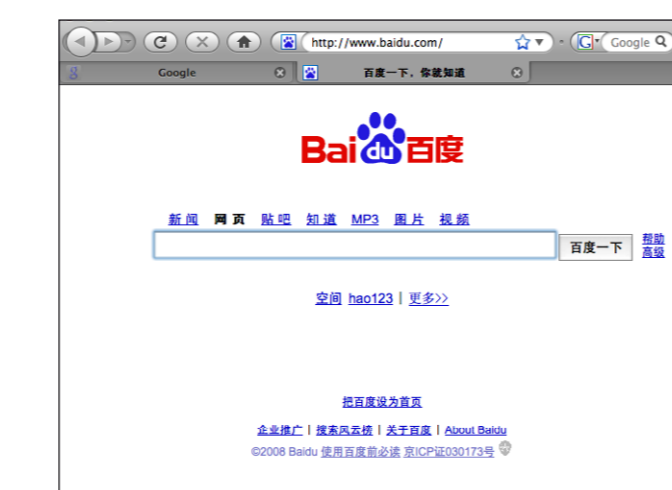 http://www.baidu.com/ Google
Google 百度一下，你就知道
Bai du 百度
新闻 网页 贴吧 知道 MP3 图片 视频
百度一下 帮助
高级
空间 hao123 | 更多>>
把百度设为首页
企业推广 | 搜索风云榜 | 关于百度 | About Baidu
©2008 Baidu 使用百度前必读 京ICP证030173号